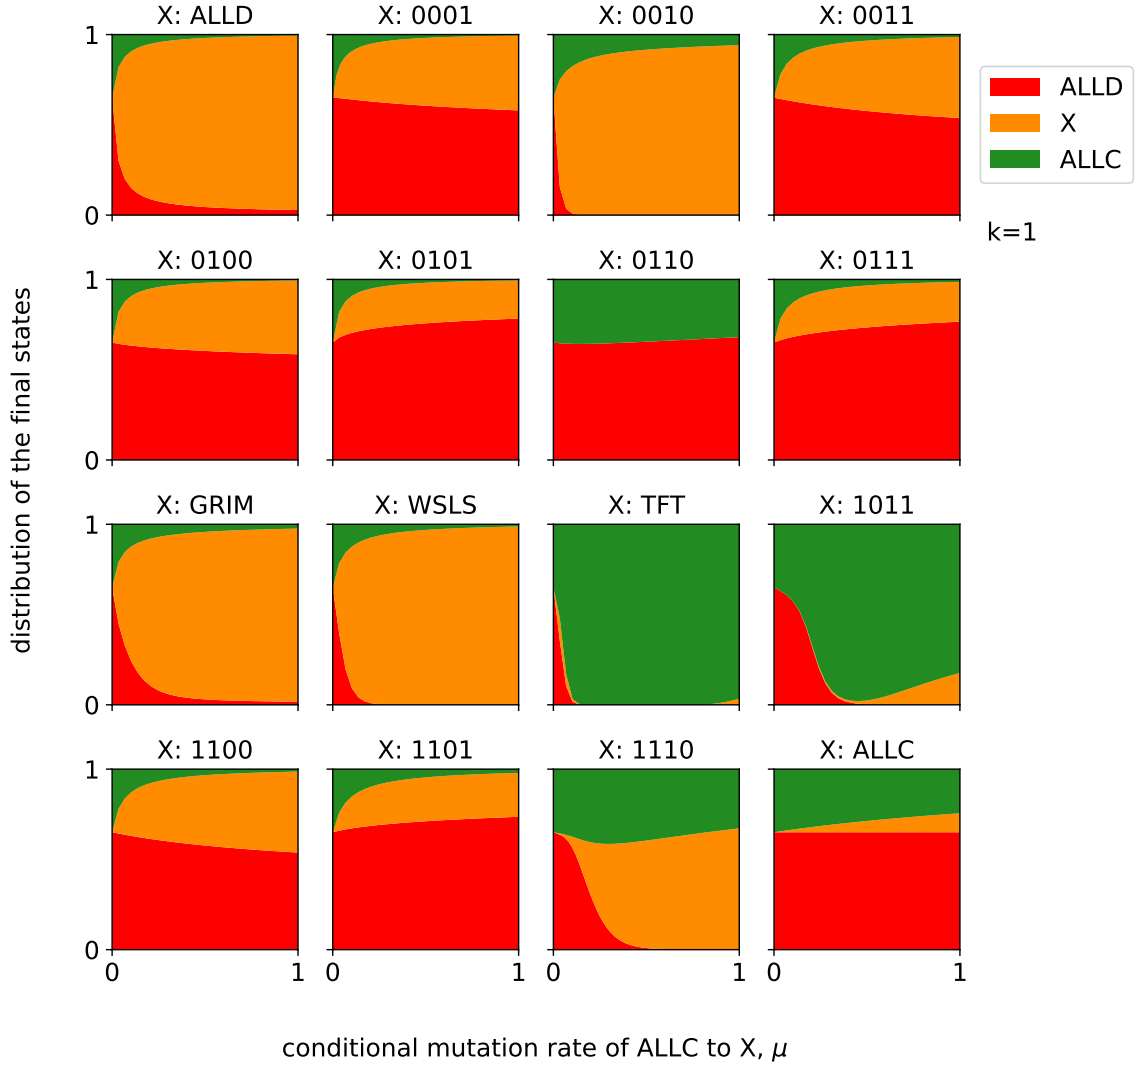 X: ALLD X: 0001 X: 0010 X: 0011
1
0
ALLD
X
ALLC
k=1
X: 0100 X: 0101 X: 0110 X: 0111
1
0
distribution of the final states
X: GRIM X: WSLS X: TFT X: 1011
1
0
X: 1100 X: 1101 X: 1110 X: ALLC
1
0
0 1 0 1 0 1 0 1
conditional mutation rate of ALLC to X, μ